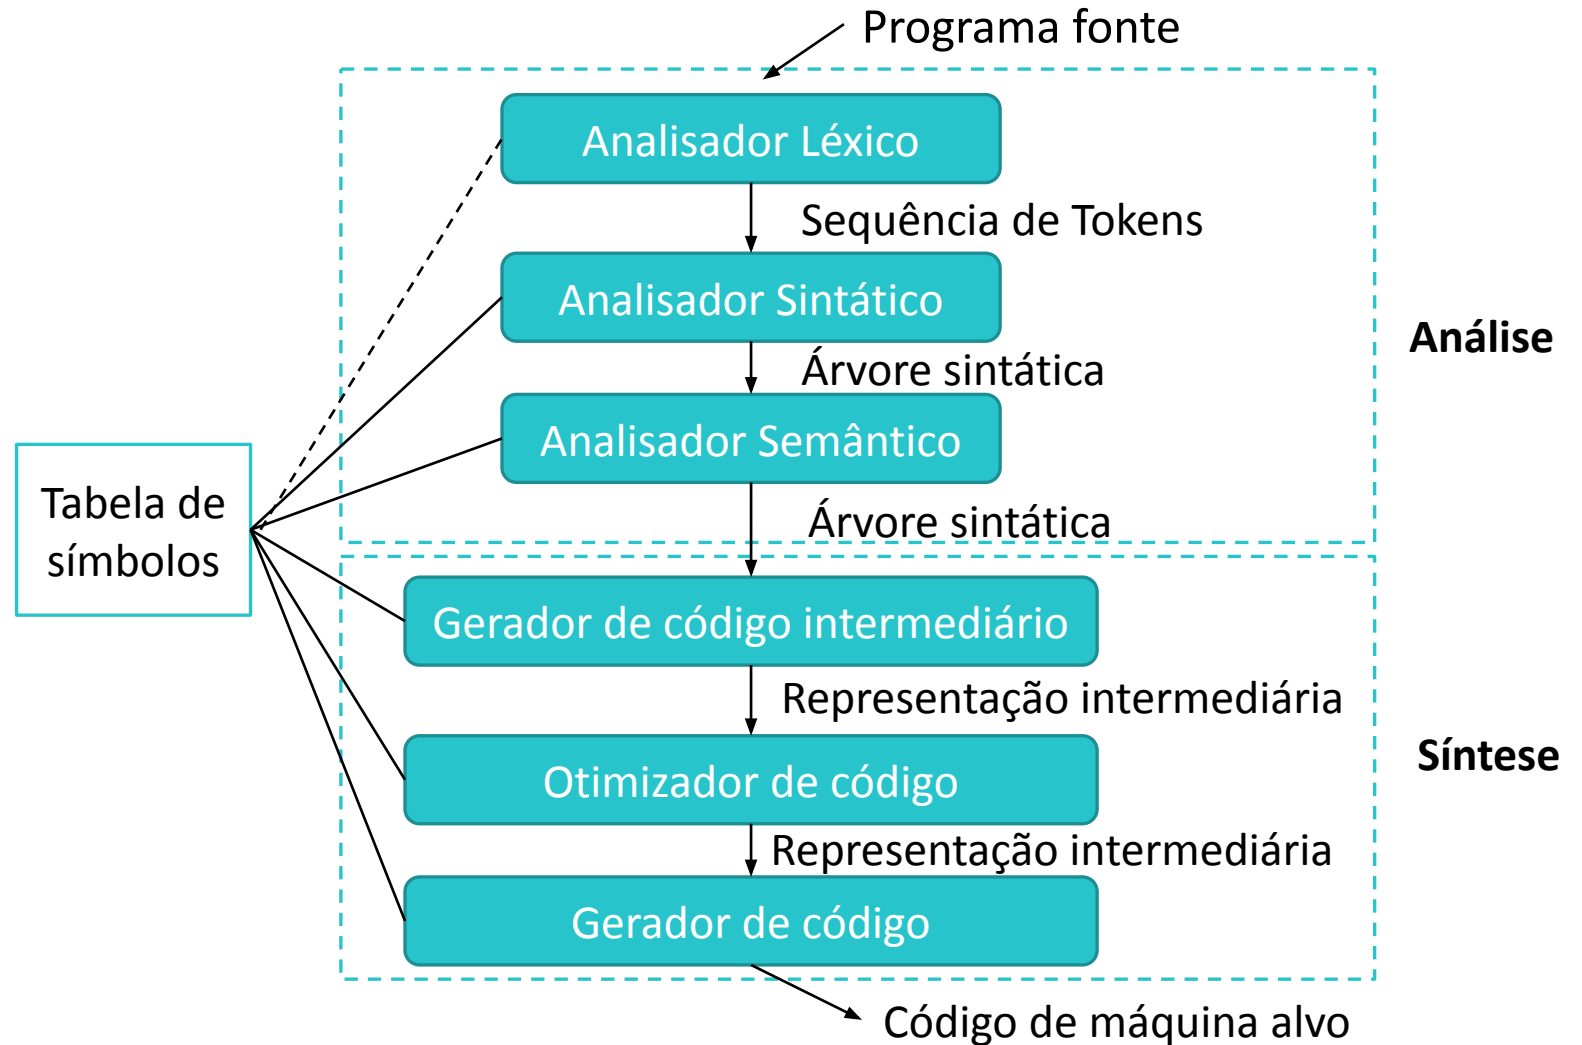 Programa fonte
Analisador Léxico
Sequência de Tokens
Analisador Sintático
Análise
Árvore sintática
Analisador Semântico
Tabela de
símbolos
Árvore sintática
Gerador de código intermediário
Representação intermediária
Síntese
Otimizador de código
Representação intermediária
Gerador de código
Código de máquina alvo